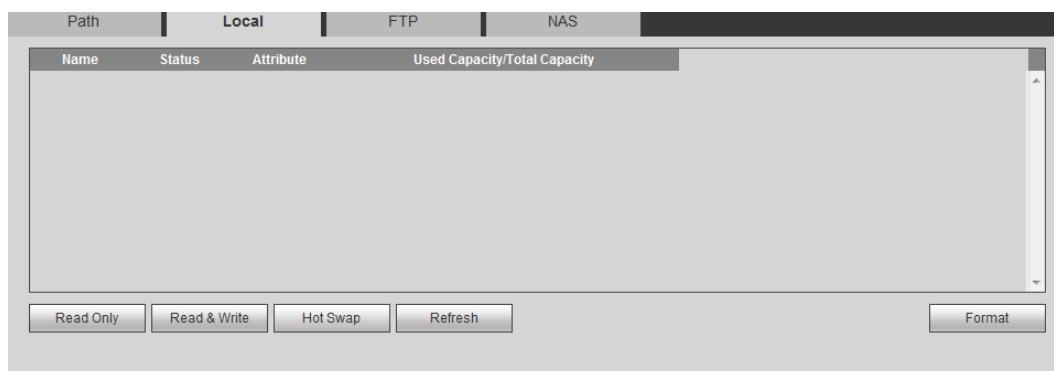 Path Local FTP NAS
Name Status Attribute Used Capacity/Total Capacity
Read Only Read & Write Hot Swap Refresh Format